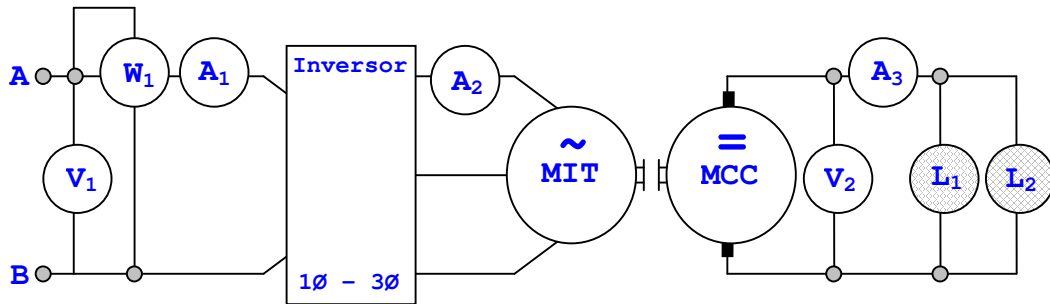 A
W₁
A₁
Inversor
A₂
A₃
V₁
~
MIT
=
MCC
V₂
L₁
L₂
B
1Ø – 3Ø